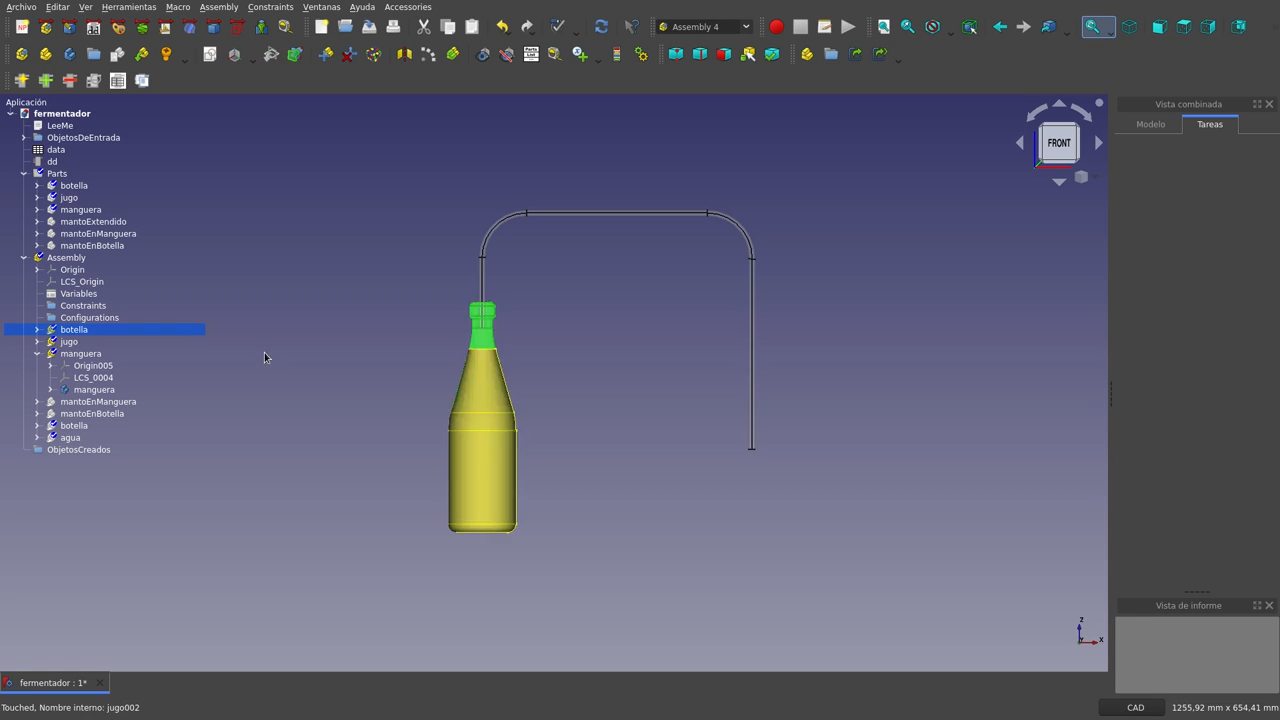 Archivo Editar Ver Herramientas Macro Assembly Constraints Ventanas Ayuda Accessories
Assembly 4
Aplicación
fermentador
LeeMe
ObjetosDeEntrada
data
dd
Parts
botella
jugo
manguera
mantoExtendido
mantoEnManguera
mantoEnBotella
Assembly
Origin
LCS_Origin
Variables
Constraints
Configurations
botella
jugo
manguera
Origin005
LCS_0004
manguera
mantoEnManguera
mantoEnBotella
botella
agua
ObjetosCreados
FRONT
Z
X
Vista combinada
Modelo Tareas
Vista de informe
fermentador : 1*
Touched, Nombre interno: jugo002
CAD 1255,92 mm x 654,41 mm